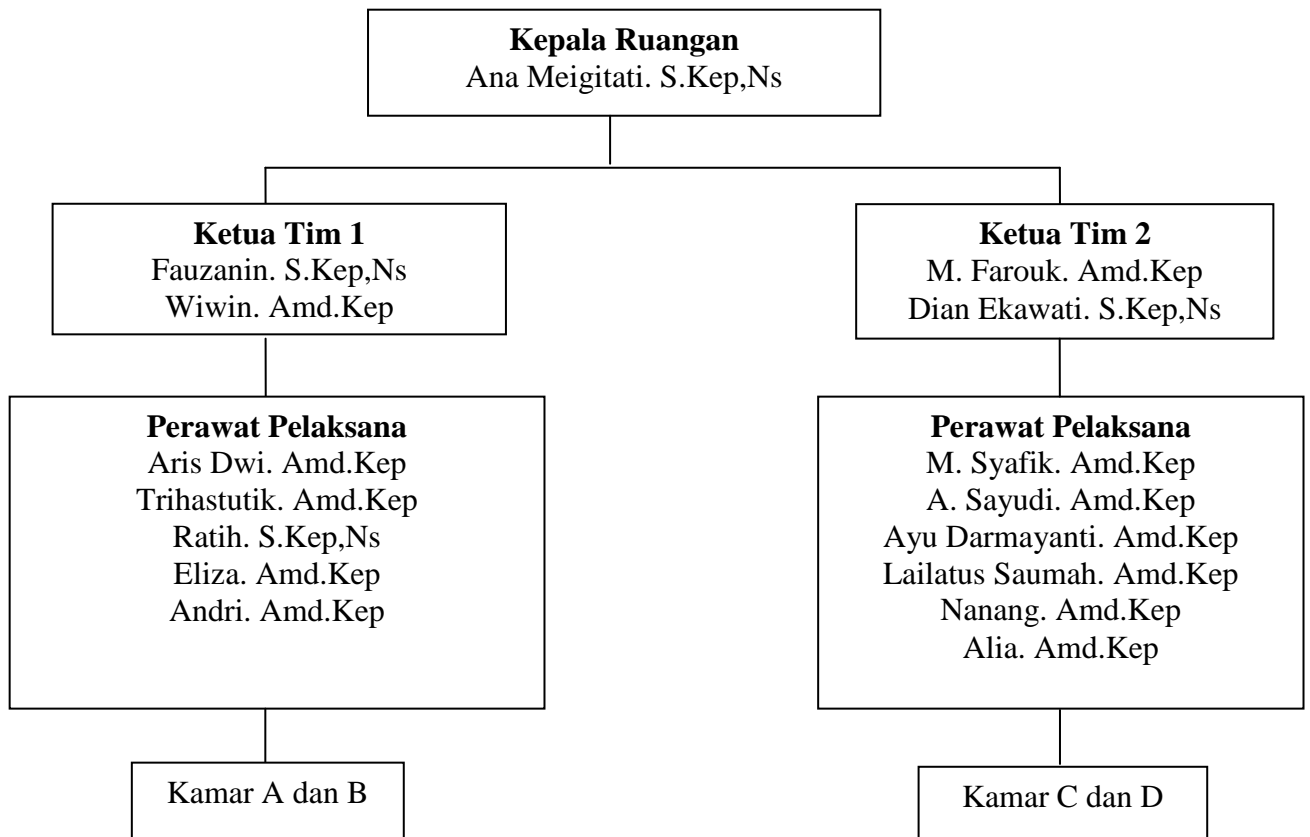 Kepala Ruangan
Ana Meigitati. S.Kep,Ns
Ketua Tim 1
Fauzanin. S.Kep,Ns
Wiwin. Amd.Kep
Ketua Tim 2
M. Farouk. Amd.Kep
Dian Ekawati. S.Kep,Ns
Perawat Pelaksana
Aris Dwi. Amd.Kep
Trihastutik. Amd.Kep
Ratih. S.Kep,Ns
Eliza. Amd.Kep
Andri. Amd.Kep
Perawat Pelaksana
M. Syafik. Amd.Kep
A. Sayudi. Amd.Kep
Ayu Darmayanti. Amd.Kep
Lailatus Saumah. Amd.Kep
Nanang. Amd.Kep
Alia. Amd.Kep
Kamar A dan B
Kamar C dan D